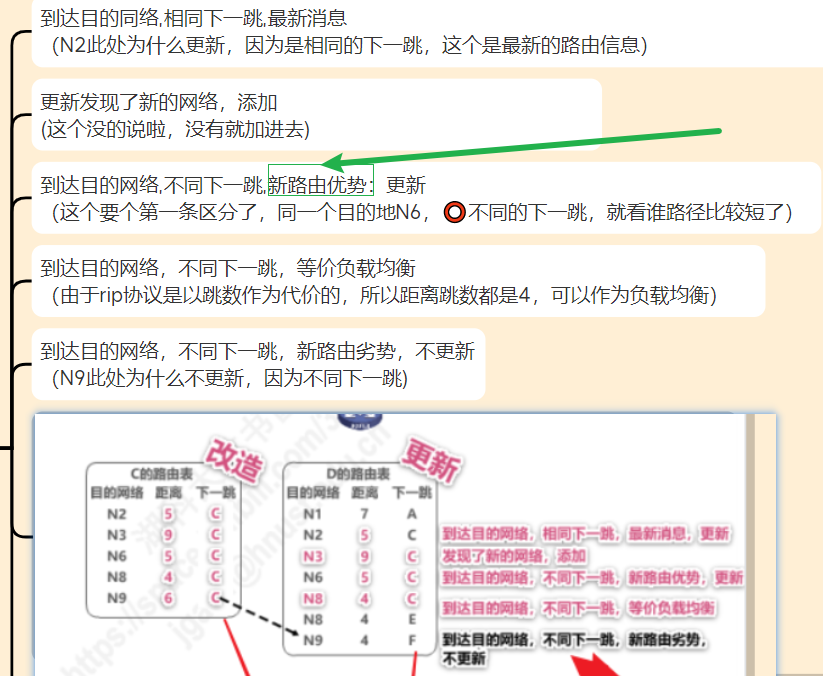 到达目的同络,相同下一跳,最新消息
(N2此处为什么更新，因为是相同的下一跳，这个是最新的路由信息)
更新发现了新的网络，添加
(这个没的说啦，没有就加进去)
到达目的网络,不同下一跳,新路由优势：更新
(这个要个第一条区分了，同一个目的地N6，⭕不同的下一跳，就看谁路径比较短了)
到达目的网络，不同下一跳，等价负载均衡
(由于rip协议是以跳数作为代价的，所以距离跳数都是4，可以作为负载均衡)
到达目的网络，不同下一跳，新路由劣势，不更新
(N9此处为什么不更新，因为不同下一跳)
改造
更新
C的路由表
目的网络 距离 下一跳
N2 5 C
N3 9 C
N6 5 C
N8 4 C
N9 6 C
D的路由表
目的网络 距离 下一跳
N1 7 A
N2 5 C
N3 9 C
N6 5 C
N8 4 C
N8 4 E
N9 4 F
到达目的网络，相同下一跳，最新消息，更新
发现了新的网络，添加
到达目的网络，不同下一跳，新路由优势，更新
到达目的网络，不同下一跳，等价负载均衡
到达目的网络，不同下一跳，新路由劣势，
不更新